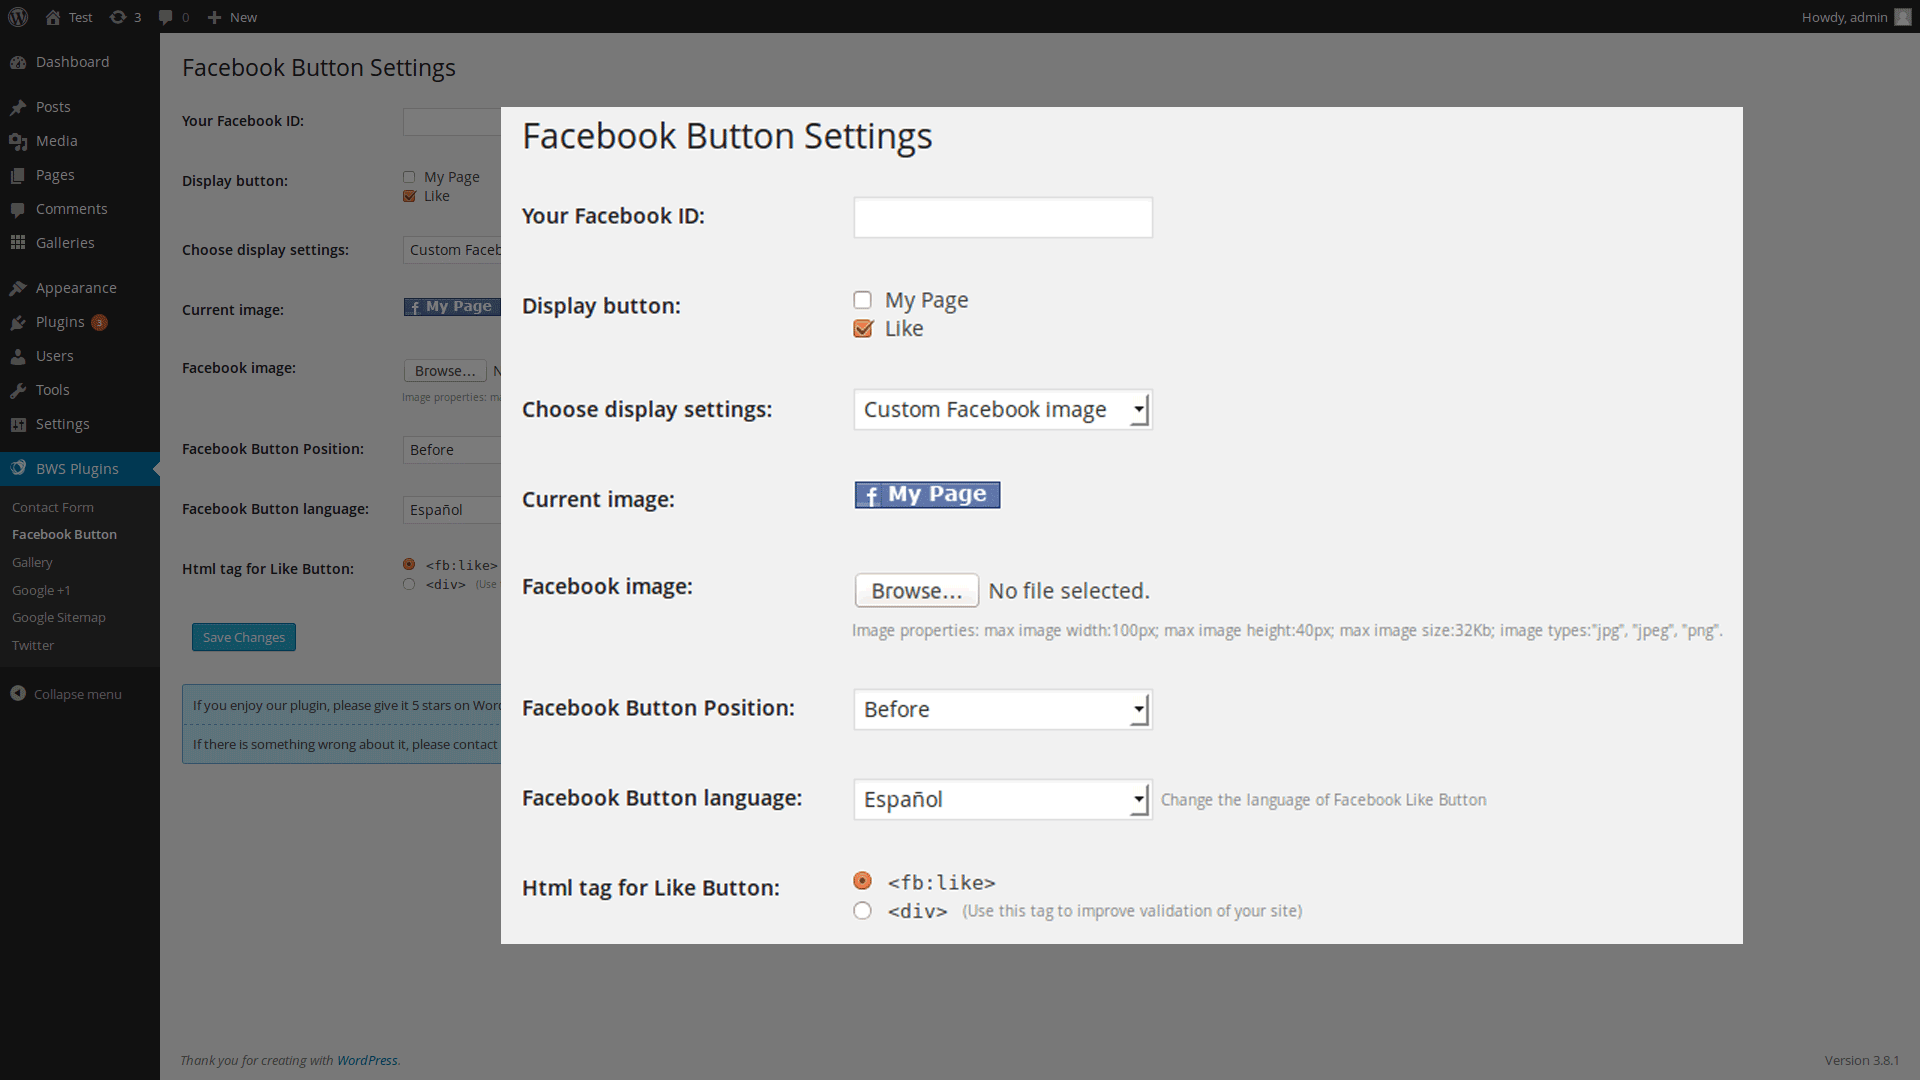 Test
3
0
New
Howdy, admin
Dashboard
Posts
Media
Pages
Comments
Galleries
Appearance
Plugins 3
Users
Tools
Settings
BWS Plugins
Contact Form
Facebook Button
Gallery
Google +1
Google Sitemap
Twitter
Collapse menu
Facebook Button Settings
Your Facebook ID:
Display button:
My Page
Like
Choose display settings:
Custom Faceb
Current image:
f My Page
Facebook image:
Browse... N
Image properties: ma
Facebook Button Position:
Before
Facebook Button language:
Español
Html tag for Like Button:
<fb:like>
<div> (Use
Save Changes
If you enjoy our plugin, please give it 5 stars on Word
If there is something wrong about it, please contact
Facebook Button Settings
Your Facebook ID:
Display button:
My Page
Like
Choose display settings:
Custom Facebook image
Current image:
f My Page
Facebook image:
Browse... No file selected.
Image properties: max image width:100px; max image height:40px; max image size:32Kb; image types:"jpg", "jpeg", "png".
Facebook Button Position:
Before
Facebook Button language:
Español
Change the language of Facebook Like Button
Html tag for Like Button:
<fb:like>
<div> (Use this tag to improve validation of your site)
Thank you for creating with WordPress.
Version 3.8.1